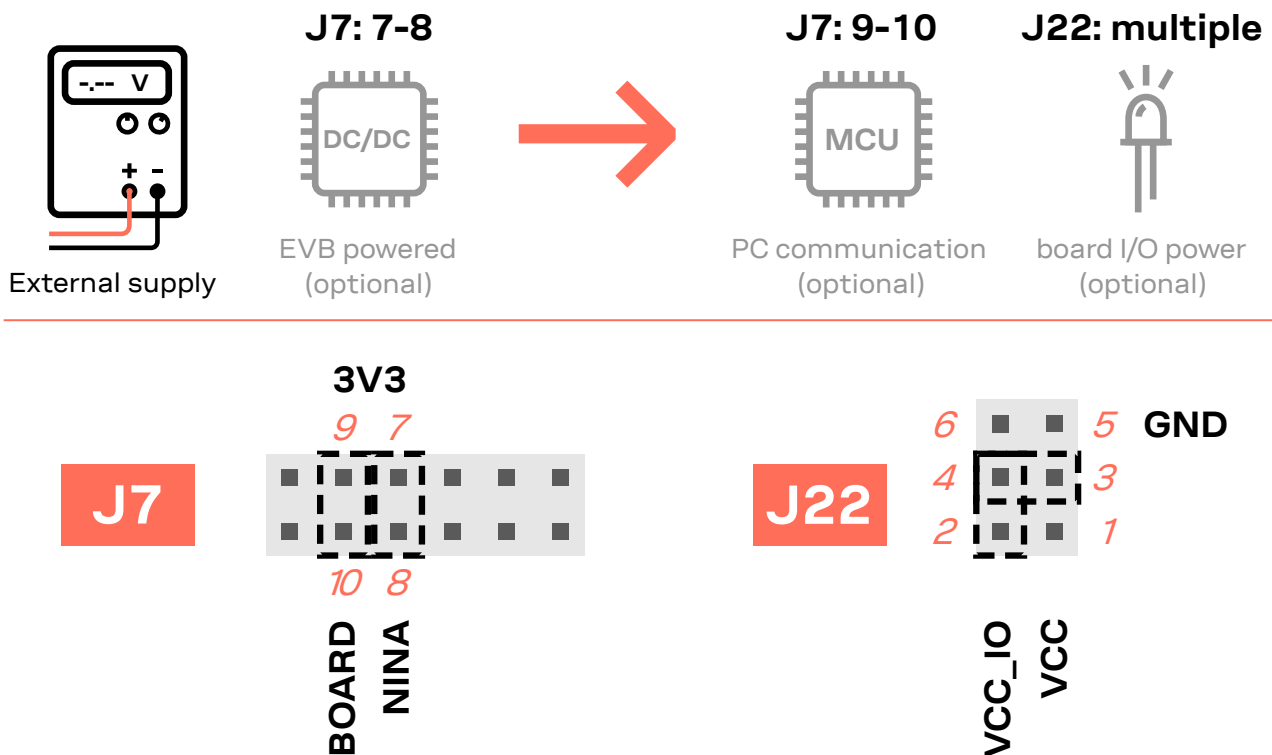 J7: 7-8
J7: 9-10
J22: multiple
-.-- V
+ -
DC/DC
MCU
External supply
EVB powered
(optional)
PC communication
(optional)
board I/O power
(optional)
3V3
9 7
J7
10 8
BOARD
NINA
6 5 GND
J22
4 3
2 1
VCC_IO
VCC